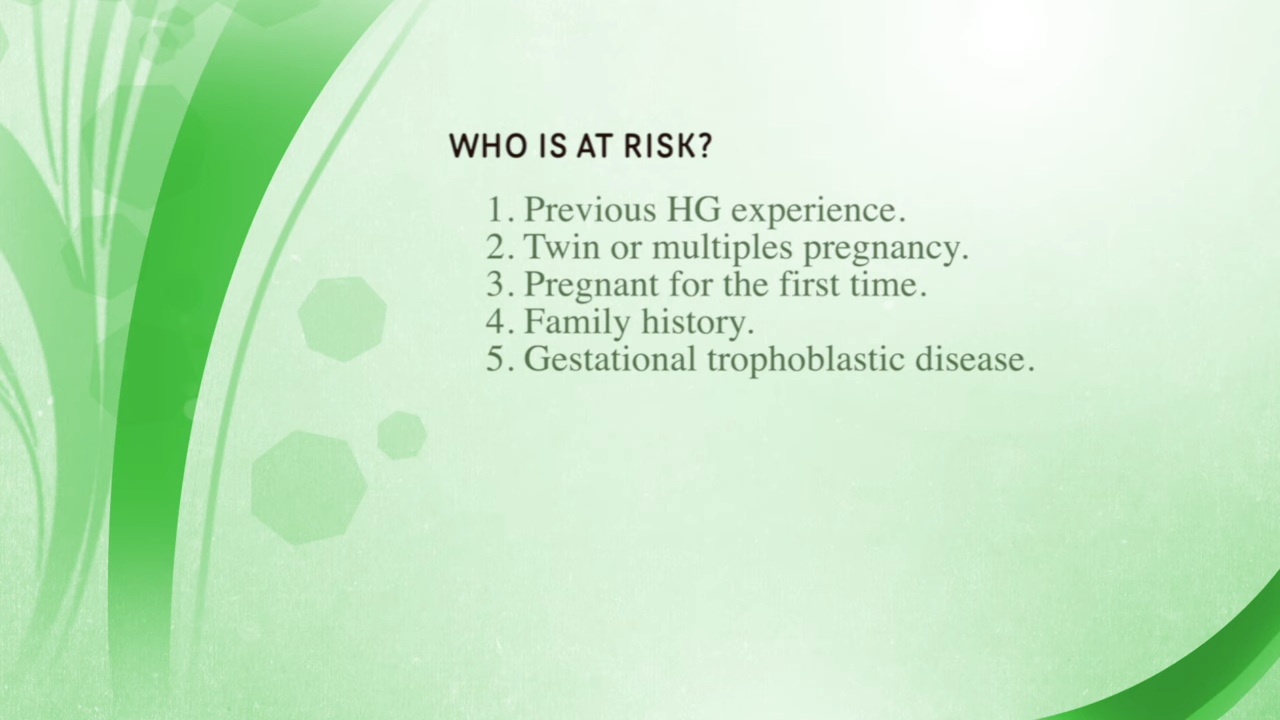 WHO IS AT RISK?
1. Previous HG experience.
2. Twin or multiples pregnancy.
3. Pregnant for the first time.
4. Family history.
5. Gestational trophoblastic disease.